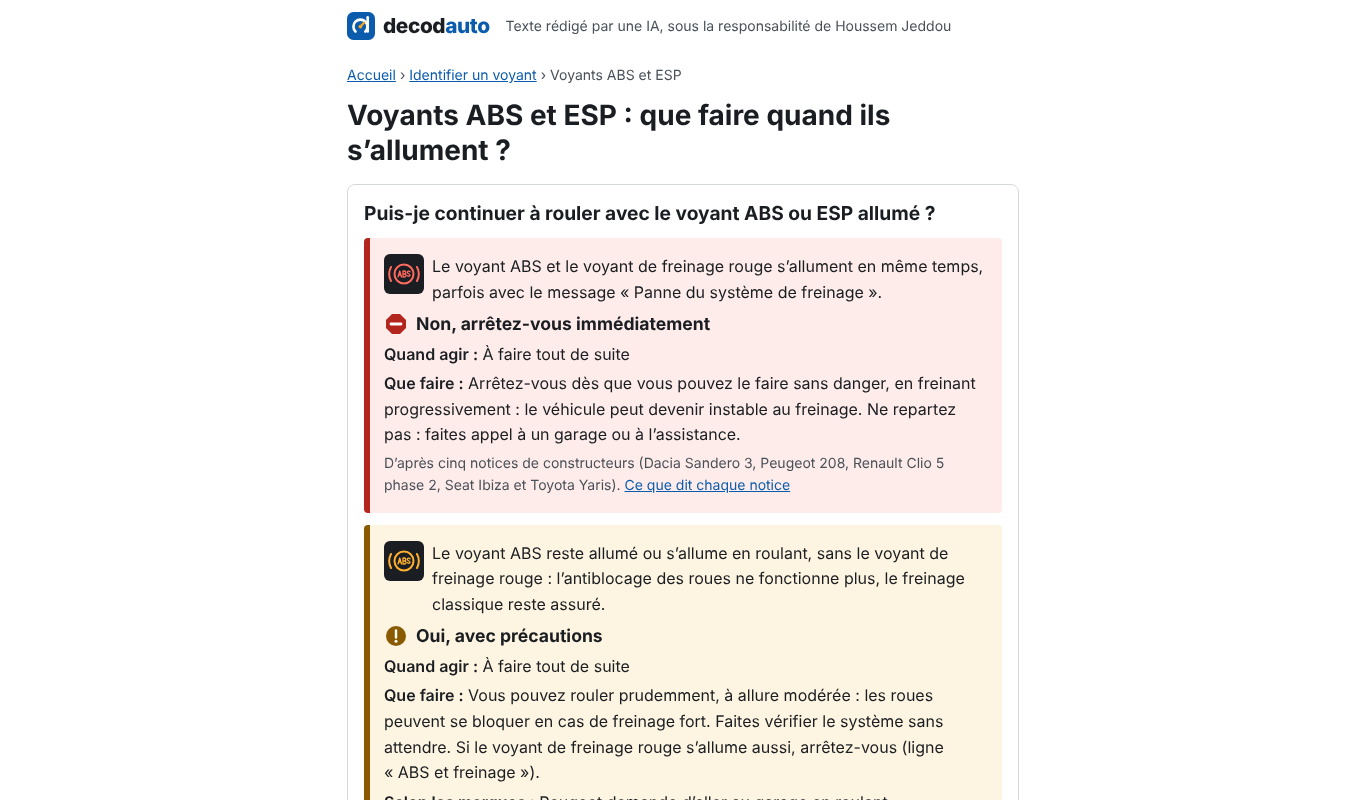 decodauto Texte rédigé par une IA, sous la responsabilité de Houssem Jeddou
Accueil › Identifier un voyant › Voyants ABS et ESP
Voyants ABS et ESP : que faire quand ils
s’allument ?
Puis-je continuer à rouler avec le voyant ABS ou ESP allumé ?
ABS
Le voyant ABS et le voyant de freinage rouge s’allument en même temps,
parfois avec le message « Panne du système de freinage ».
Non, arrêtez-vous immédiatement
Quand agir : À faire tout de suite
Que faire : Arrêtez-vous dès que vous pouvez le faire sans danger, en freinant
progressivement : le véhicule peut devenir instable au freinage. Ne repartez
pas : faites appel à un garage ou à l’assistance.
D’après cinq notices de constructeurs (Dacia Sandero 3, Peugeot 208, Renault Clio 5
phase 2, Seat Ibiza et Toyota Yaris). Ce que dit chaque notice
ABS
Le voyant ABS reste allumé ou s’allume en roulant, sans le voyant de
freinage rouge : l’antiblocage des roues ne fonctionne plus, le freinage
classique reste assuré.
Oui, avec précautions
Quand agir : À faire tout de suite
Que faire : Vous pouvez rouler prudemment, à allure modérée : les roues
peuvent se bloquer en cas de freinage fort. Faites vérifier le système sans
attendre. Si le voyant de freinage rouge s’allume aussi, arrêtez-vous (ligne
« ABS et freinage »).